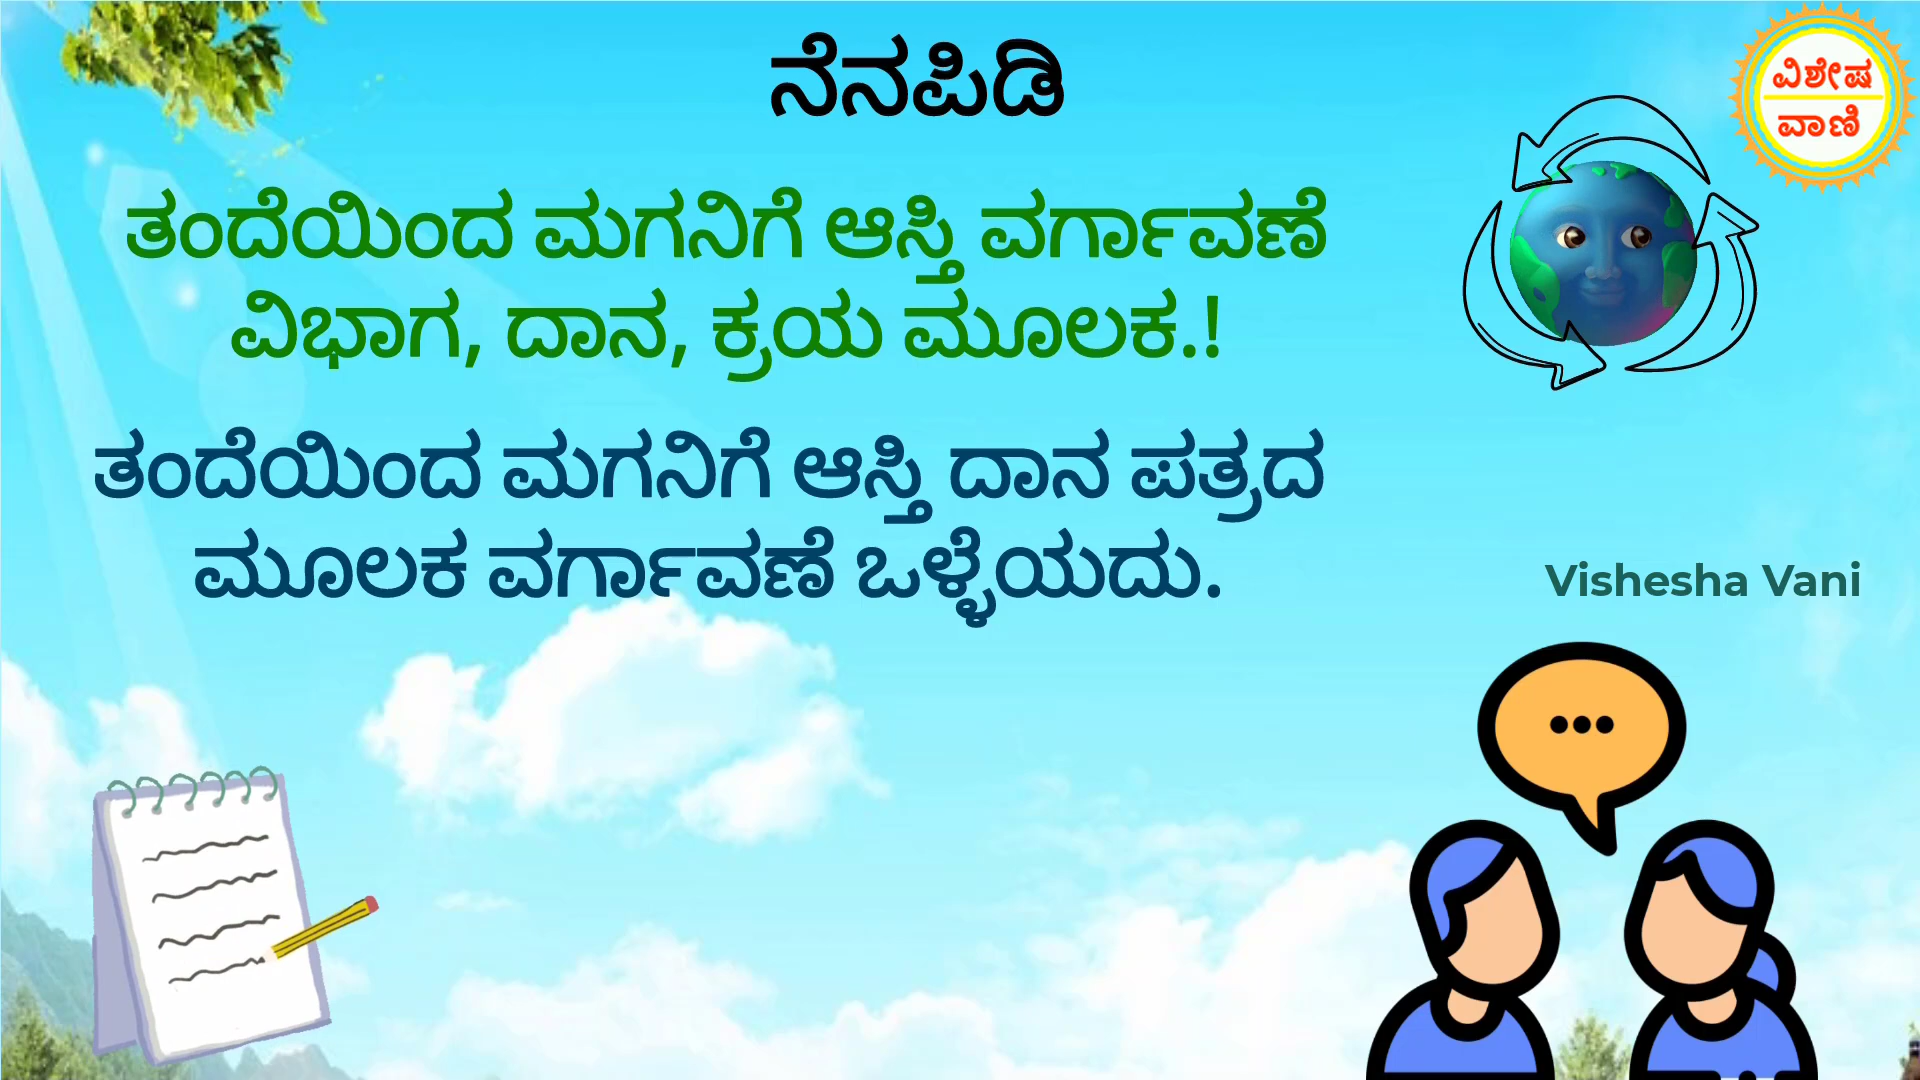 ನೆನಪಿಡಿ
ವಿಶೇಷ
ವಾಣಿ
ತಂದೆಯಿಂದ ಮಗನಿಗೆ ಆಸ್ತಿ ವರ್ಗಾವಣೆ
ವಿಭಾಗ, ದಾನ, ಕ್ರಯ ಮೂಲಕ.!
ತಂದೆಯಿಂದ ಮಗನಿಗೆ ಆಸ್ತಿ ದಾನ ಪತ್ರದ
ಮೂಲಕ ವರ್ಗಾವಣೆ ಒಳ್ಳೆಯದು.
Vishesha Vani